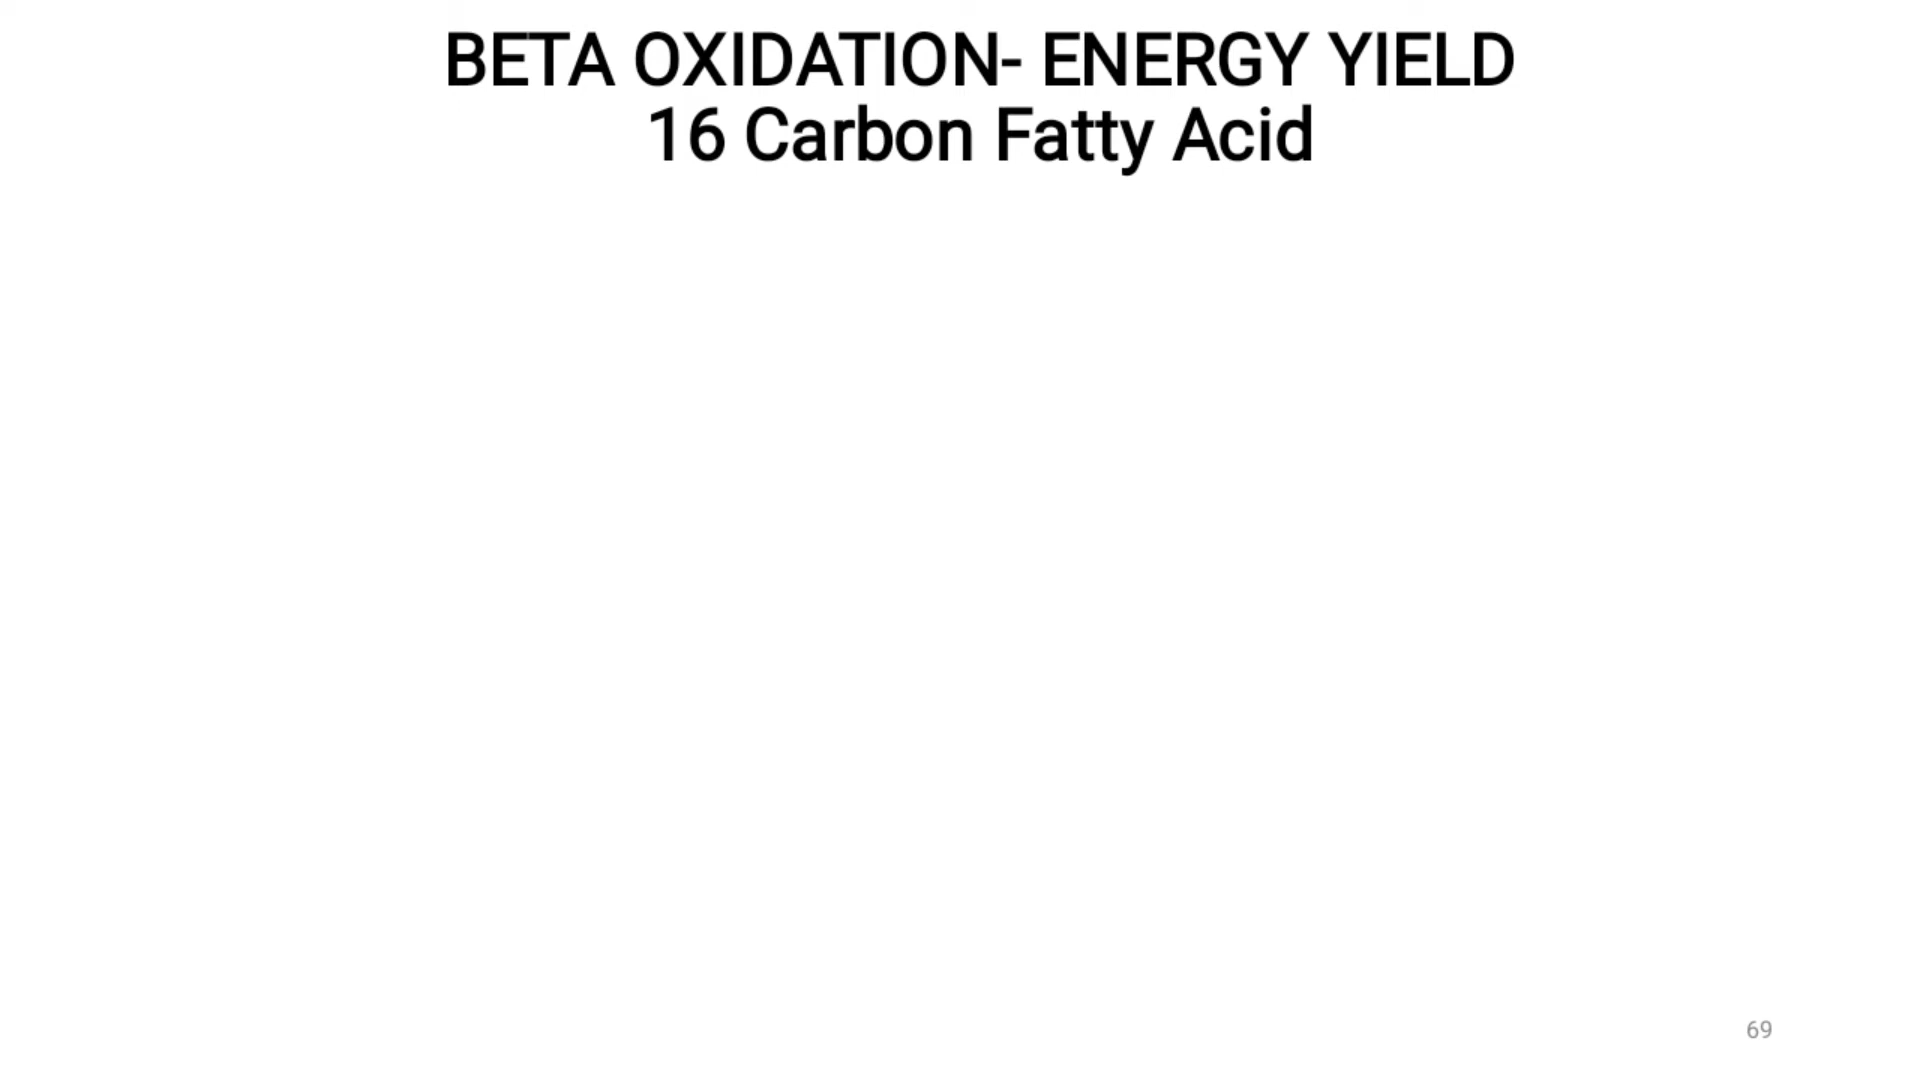 BETA OXIDATION- ENERGY YIELD
16 Carbon Fatty Acid
69